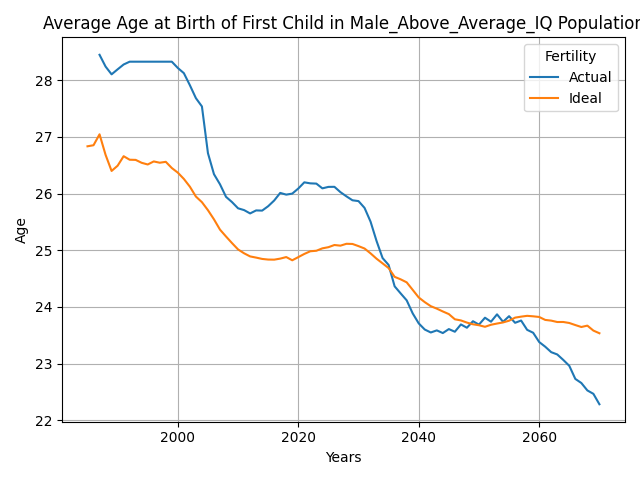 Average Age at Birth of First Child in Male_Above_Average_IQ Population
Fertility
Actual
Ideal
28
27
26
25
24
23
22
Age
2000 2020 2040 2060
Years